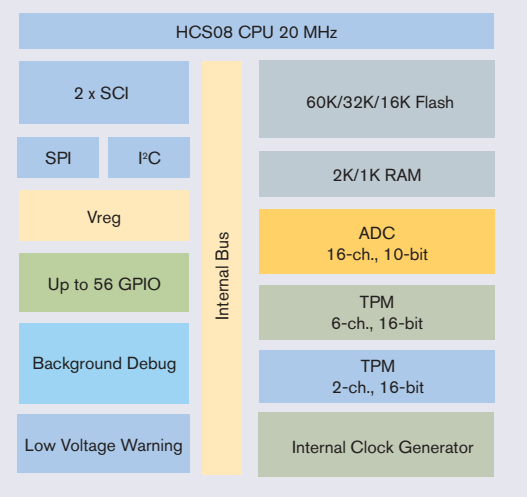 HCS08 CPU 20 MHz
2 x SCI
SPI
I²C
Vreg
Up to 56 GPIO
Background Debug
Low Voltage Warning
Internal Bus
60K/32K/16K Flash
2K/1K RAM
ADC
16-ch., 10-bit
TPM
6-ch., 16-bit
TPM
2-ch., 16-bit
Internal Clock Generator